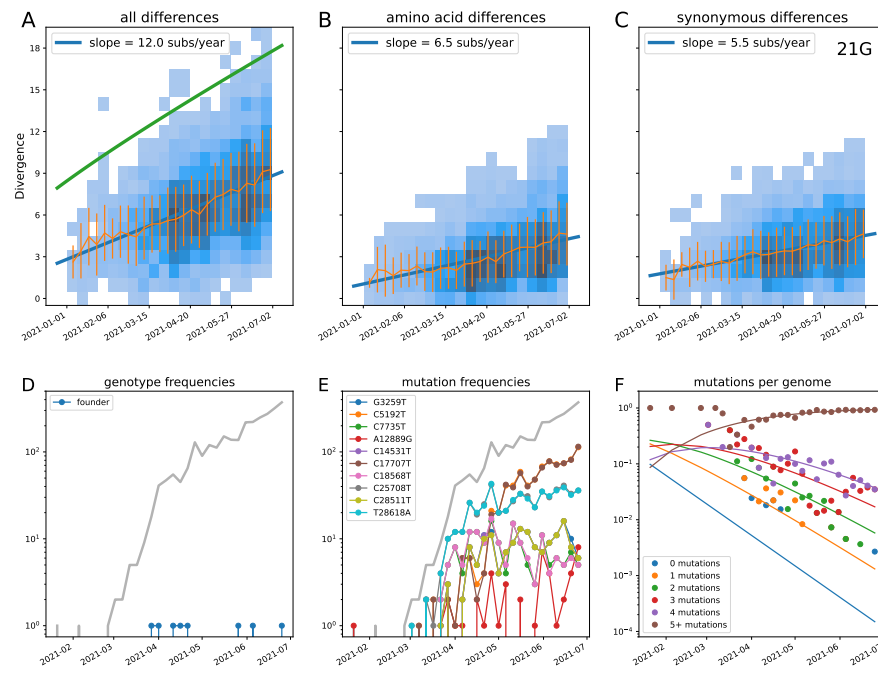 A
all differences
B
amino acid differences
C
synonymous differences
slope = 12.0 subs/year
slope = 6.5 subs/year
slope = 5.5 subs/year
21G
Divergence
18
15
12
9
6
3
0
2021-01-01
2021-02-06
2021-03-15
2021-04-20
2021-05-27
2021-07-02
2021-01-01
2021-02-06
2021-03-15
2021-04-20
2021-05-27
2021-07-02
2021-01-01
2021-02-06
2021-03-15
2021-04-20
2021-05-27
2021-07-02
D
genotype frequencies
founder
10²
10¹
10⁰
2021-02
2021-03
2021-04
2021-05
2021-06
2021-07
E
mutation frequencies
G3259T
C5192T
C7735T
A12889G
C14531T
C17707T
C18568T
C25708T
C28511T
T28618A
10²
10¹
10⁰
2021-02
2021-03
2021-04
2021-05
2021-06
2021-07
F
mutations per genome
10⁰
10⁻¹
10⁻²
10⁻³
10⁻⁴
0 mutations
1 mutations
2 mutations
3 mutations
4 mutations
5+ mutations
2021-02
2021-03
2021-04
2021-05
2021-06
2021-07